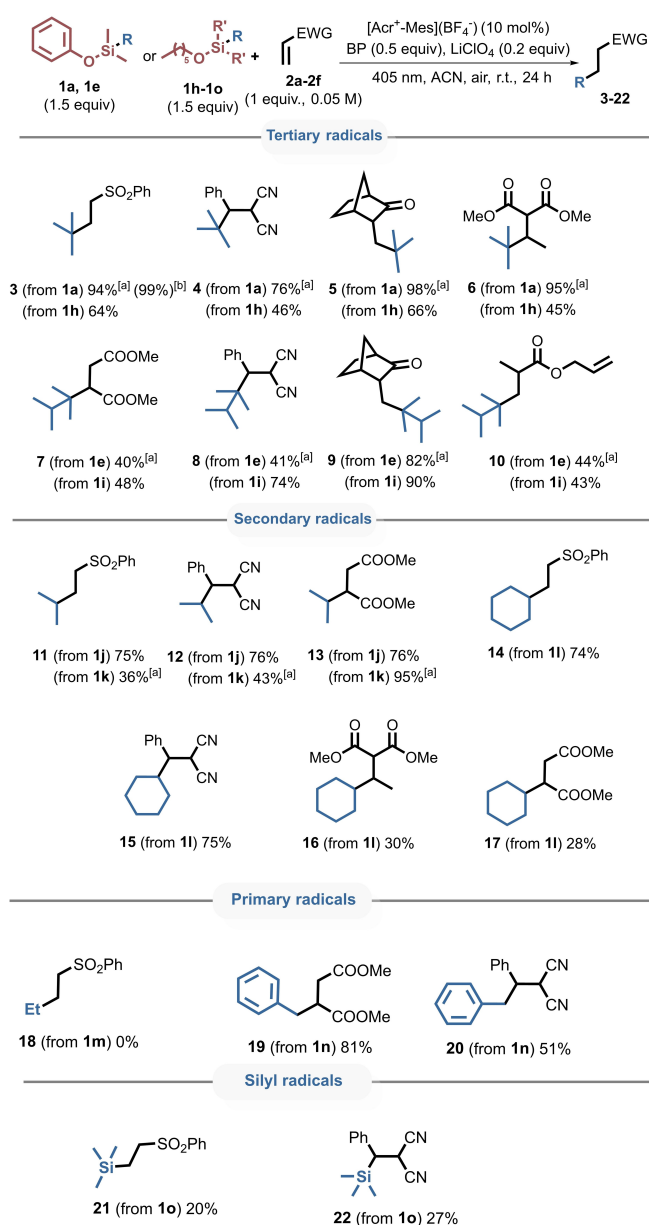 [Acr⁺-Mes](BF₄⁻) (10 mol%)
BP (0.5 equiv), LiClO₄ (0.2 equiv)
405 nm, ACN, air, r.t., 24 h
O Si R
or
( )₅ O Si R' R R'
+
EWG
EWG
R
1a, 1e
(1.5 equiv)
1h-1o
(1.5 equiv)
2a-2f
(1 equiv., 0.05 M)
3-22
Tertiary radicals
SO₂Ph
Ph CN CN
O
MeO O O OMe
3 (from 1a) 94%[a] (99%)[b]
(from 1h) 64%
4 (from 1a) 76%[a]
(from 1h) 46%
5 (from 1a) 98%[a]
(from 1h) 66%
6 (from 1a) 95%[a]
(from 1h) 45%
COOMe COOMe
Ph CN CN
O
O O
7 (from 1e) 40%[a]
(from 1i) 48%
8 (from 1e) 41%[a]
(from 1i) 74%
9 (from 1e) 82%[a]
(from 1i) 90%
10 (from 1e) 44%[a]
(from 1i) 43%
Secondary radicals
SO₂Ph
Ph CN CN
COOMe COOMe
SO₂Ph
11 (from 1j) 75%
(from 1k) 36%[a]
12 (from 1j) 76%
(from 1k) 43%[a]
13 (from 1j) 76%
(from 1k) 95%[a]
14 (from 1l) 74%
Ph CN CN
MeO O O OMe
COOMe COOMe
15 (from 1l) 75%
16 (from 1l) 30%
17 (from 1l) 28%
Primary radicals
SO₂Ph
Et
COOMe COOMe
Ph CN CN
18 (from 1m) 0%
19 (from 1n) 81%
20 (from 1n) 51%
Silyl radicals
Si SO₂Ph
Ph CN Si CN
21 (from 1o) 20%
22 (from 1o) 27%